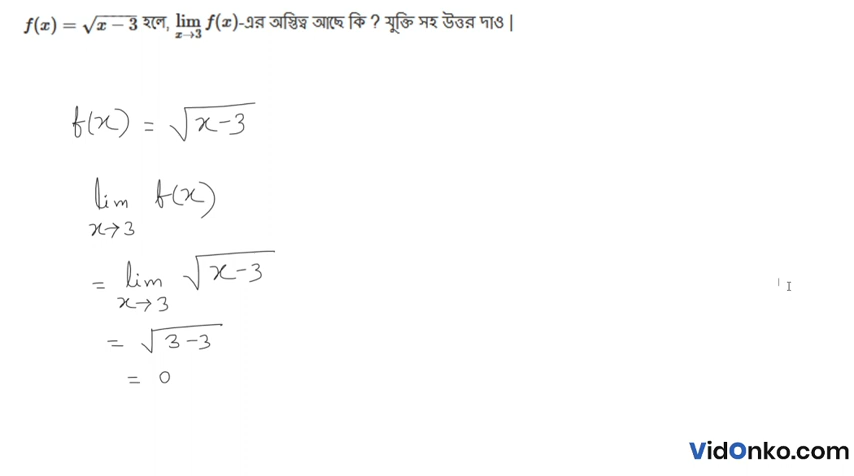 f(x) = √(x − 3) হলে, lim x→3 f(x)-এর অস্তিত্ব আছে কি ? যুক্তি সহ উত্তর দাও |
f(x) = √(x − 3)
lim x→3 f(x)
= lim x→3 √(x − 3)
= √(3 − 3)
= 0
VidOnko.com